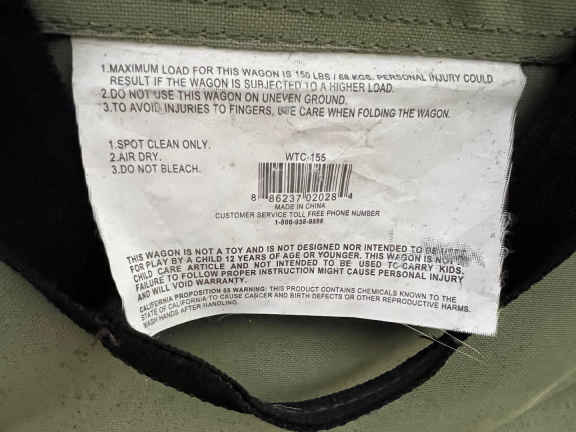 1.MAXIMUM LOAD FOR THIS WAGON IS 150 LBS / 68 KGS. PERSONAL INJURY COULD
RESULT IF THE WAGON IS SUBJECTED TO A HIGHER LOAD.
2.DO NOT USE THIS WAGON ON UNEVEN GROUND.
3.TO AVOID INJURIES TO FINGERS, USE CARE WHEN FOLDING THE WAGON.
1.SPOT CLEAN ONLY.
2.AIR DRY.
3.DO NOT BLEACH.
WTC-155
8 86237 02028 4
MADE IN CHINA
CUSTOMER SERVICE TOLL FREE PHONE NUMBER
THIS WAGON IS NOT A TOY AND IS NOT DESIGNED NOR INTENDED TO BE
FOR PLAY BY A CHILD 12 YEARS OF AGE OR YOUNGER. THIS WAGON IS NOT
CHILD CARE ARTICLE AND NOT INTENDED TO BE USED TO CARRY KIDS.
FAILURE TO FOLLOW PROPER INSTRUCTION MIGHT CAUSE PERSONAL INJURY
AND WILL VOID WARRANTY.
CALIFORNIA PROPOSITION 65 WARNING: THIS PRODUCT CONTAINS CHEMICALS KNOWN TO THE
STATE OF CALIFORNIA TO CAUSE CANCER AND BIRTH DEFECTS OR OTHER REPRODUCTIVE HARMS.
WASH HANDS AFTER HANDLING.